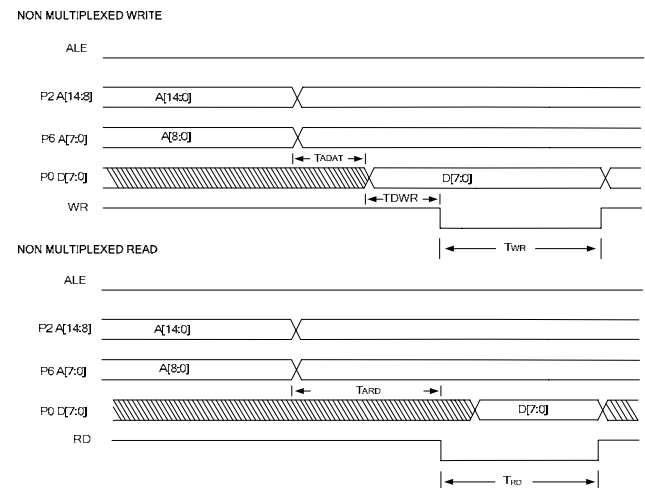 NON MULTIPLEXED WRITE
ALE
P2 A[14:8] A[14:0]
P6 A[7:0] A[8:0]
TADAT
P0 D[7:0] D[7:0]
TDWR
WR
TWR
NON MULTIPLEXED READ
ALE
P2 A[14:8] A[14:0]
P6 A[7:0] A[8:0]
TARD
P0 D[7:0] D[7:0]
RD
TRD